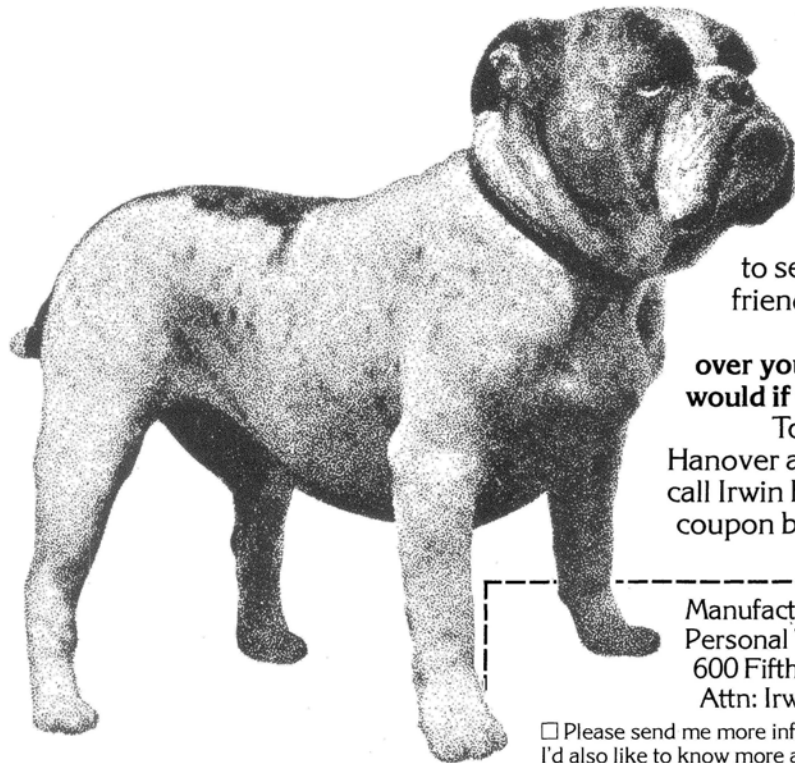 to se
friend
over you
would if
To
Hanover a
call Irwin
coupon b
Manufact
Personal
600 Fifth
Attn: Irw
☐ Please send me more inf
I'd also like to know more a